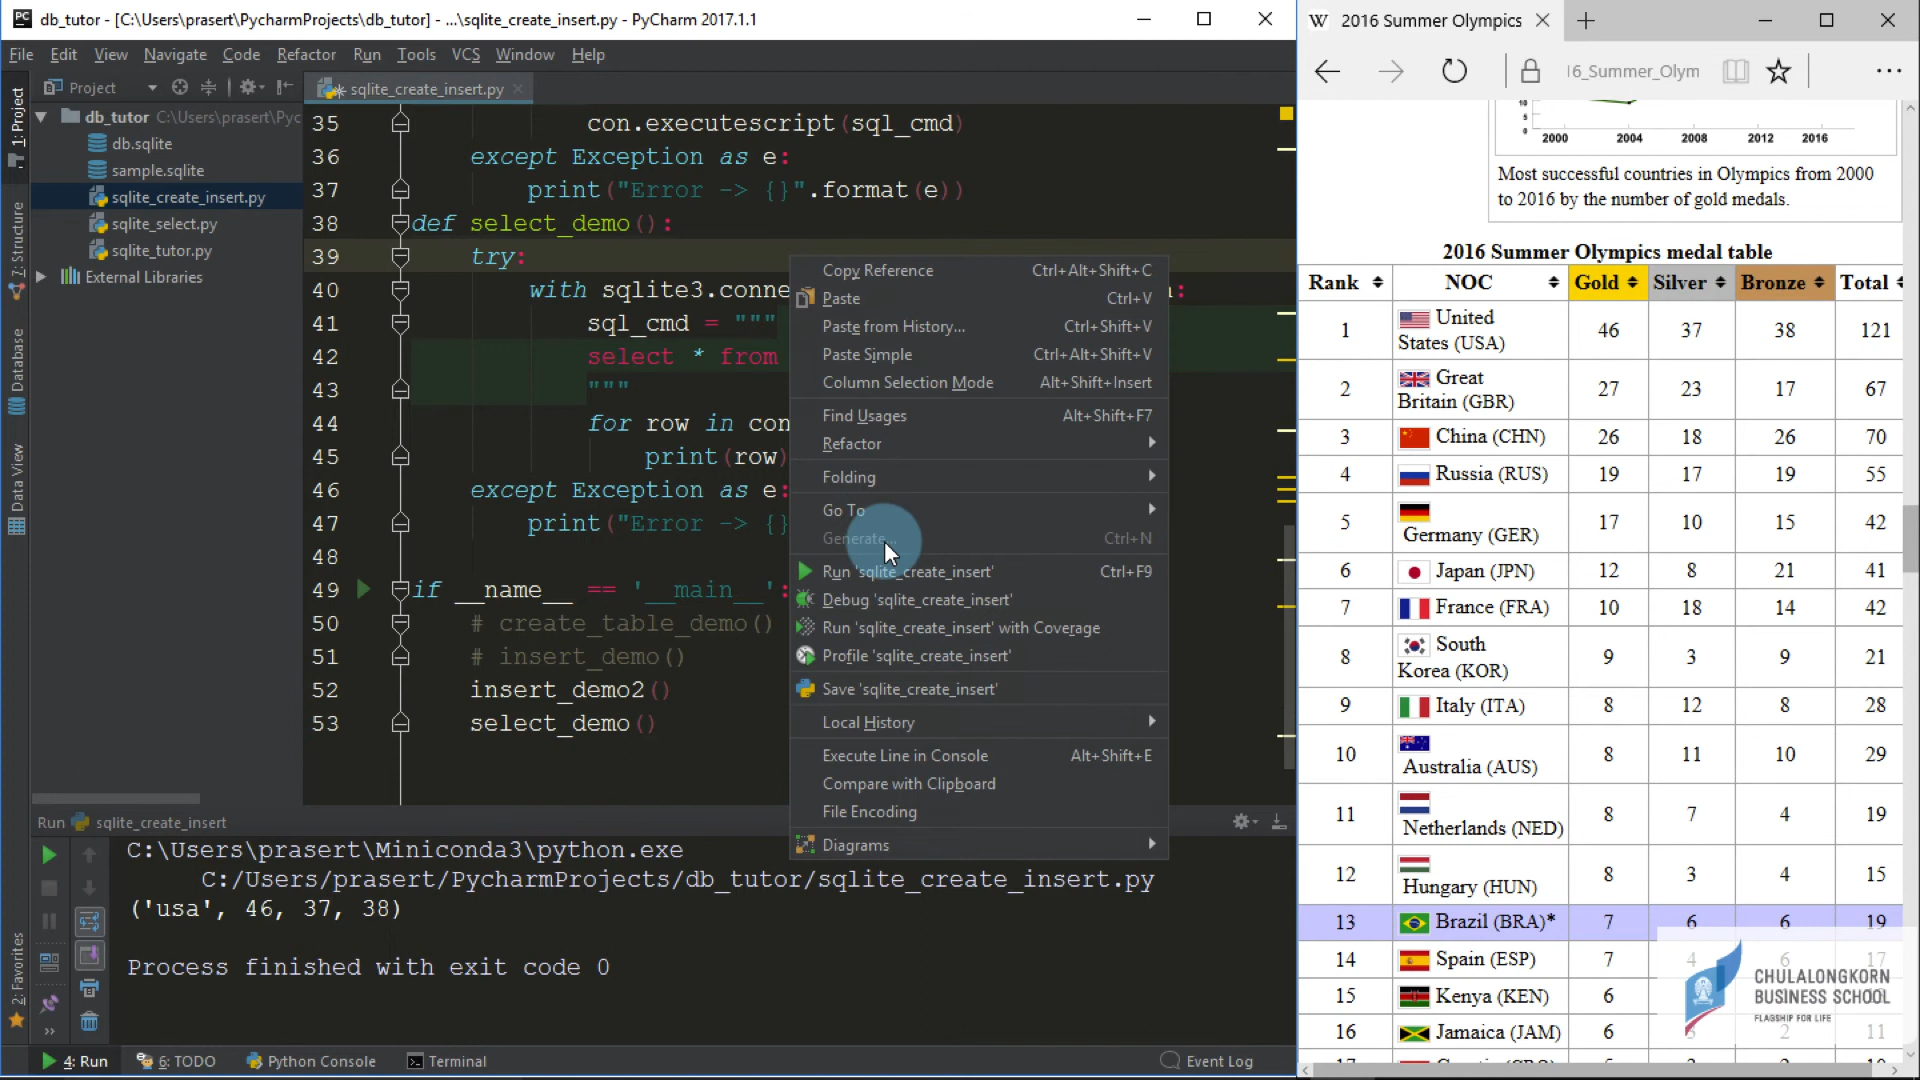 db_tutor - [C:\Users\prasert\PycharmProjects\db_tutor] - ...\sqlite_create_insert.py - PyCharm 2017.1.1
File Edit View Navigate Code Refactor Run Tools VCS Window Help
Project
sqlite_create_insert.py
1: Project
7: Structure
Database
Data View
2: Favorites
db_tutor C:\Users\prasert\Pyc
db.sqlite
sample.sqlite
sqlite_create_insert.py
sqlite_select.py
sqlite_tutor.py
External Libraries
35 con.executescript(sql_cmd)
36 except Exception as e:
37 print("Error -> {}".format(e))
38 def select_demo():
39 try:
40 with sqlite3.conne :
41 sql_cmd = """
42 select * from
43 """
44 for row in con
45 print(row)
46 except Exception as e:
47 print("Error -> {}
48
49 if __name__ == '__main__':
50 # create_table_demo()
51 # insert_demo()
52 insert_demo2()
53 select_demo()
Copy Reference Ctrl+Alt+Shift+C
Paste Ctrl+V
Paste from History... Ctrl+Shift+V
Paste Simple Ctrl+Alt+Shift+V
Column Selection Mode Alt+Shift+Insert
Find Usages Alt+Shift+F7
Refactor
Folding
Go To
Generate... Ctrl+N
Run 'sqlite_create_insert' Ctrl+F9
Debug 'sqlite_create_insert'
Run 'sqlite_create_insert' with Coverage
Profile 'sqlite_create_insert'
Save 'sqlite_create_insert'
Local History
Execute Line in Console Alt+Shift+E
Compare with Clipboard
File Encoding
Diagrams
Run sqlite_create_insert
C:\Users\prasert\Miniconda3\python.exe
C:/Users/prasert/PycharmProjects/db_tutor/sqlite_create_insert.py
('usa', 46, 37, 38)
Process finished with exit code 0
4: Run 6: TODO Python Console Terminal Event Log
W 2016 Summer Olympics
16_Summer_Olym
10
5
0
2000 2004 2008 2012 2016
Most successful countries in Olympics from 2000
to 2016 by the number of gold medals.
2016 Summer Olympics medal table
Rank NOC Gold Silver Bronze Total
1 United States (USA) 46 37 38 121
2 Great Britain (GBR) 27 23 17 67
3 China (CHN) 26 18 26 70
4 Russia (RUS) 19 17 19 55
5 Germany (GER) 17 10 15 42
6 Japan (JPN) 12 8 21 41
7 France (FRA) 10 18 14 42
8 South Korea (KOR) 9 3 9 21
9 Italy (ITA) 8 12 8 28
10 Australia (AUS) 8 11 10 29
11 Netherlands (NED) 8 7 4 19
12 Hungary (HUN) 8 3 4 15
13 Brazil (BRA)* 7 6 6 19
14 Spain (ESP) 7 4 6 17
15 Kenya (KEN) 6
16 Jamaica (JAM) 6 3 2 11
CHULALONGKORN
BUSINESS SCHOOL
FLAGSHIP FOR LIFE